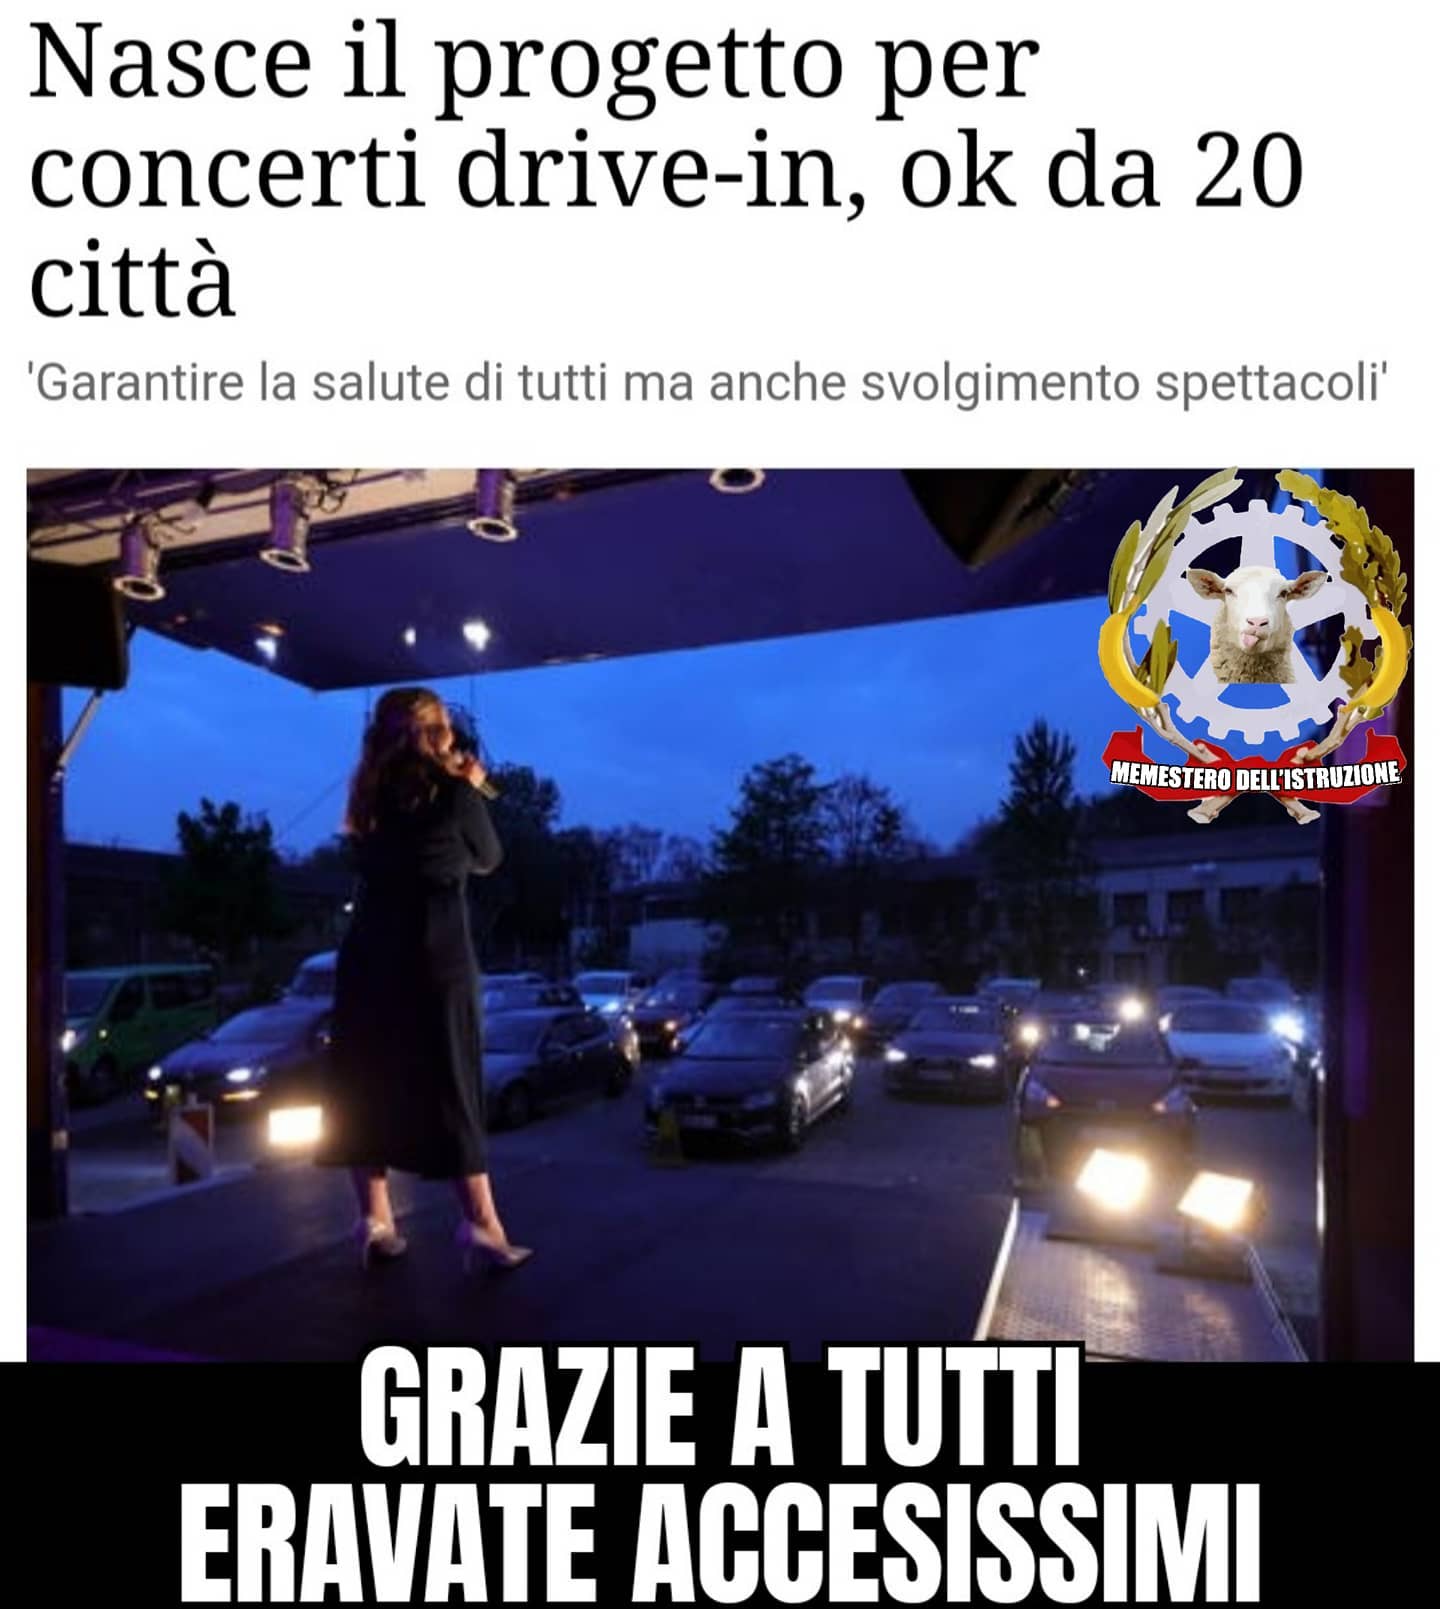 Nasce il progetto per
concerti drive-in, ok da 20
città
'Garantire la salute di tutti ma anche svolgimento spettacoli'
MEMESTERO DELL'ISTRUZIONE
GRAZIE A TUTTI
ERAVATE ACCESISSIMI